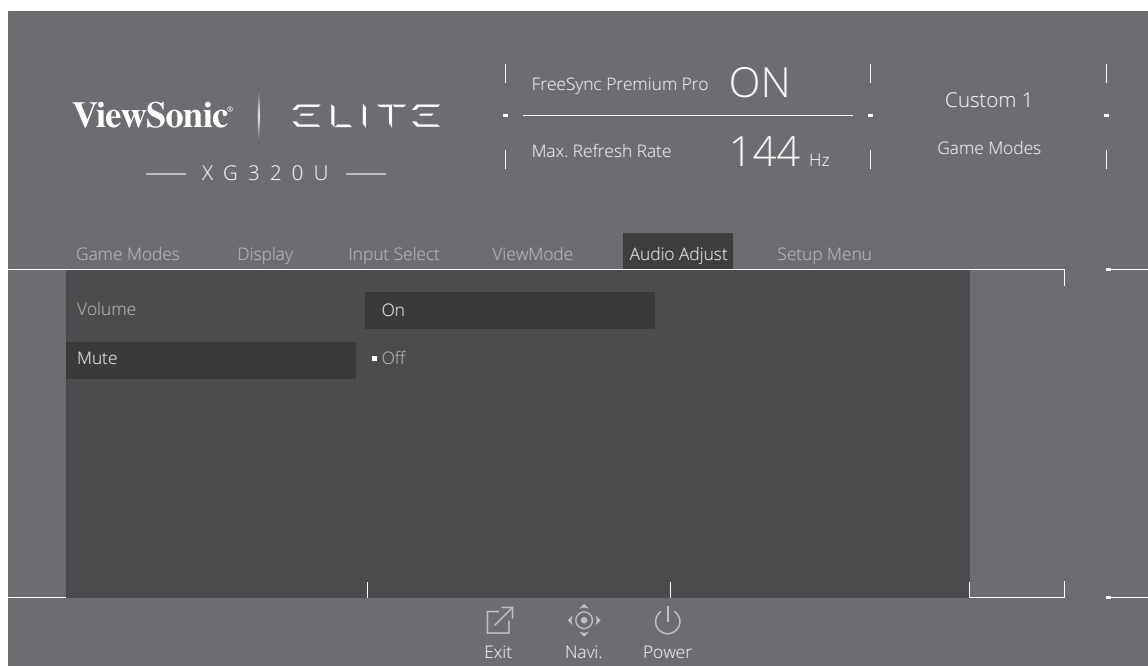 ViewSonic® | ELITE
XG320U
FreeSync Premium Pro ON
Max. Refresh Rate 144 Hz
Custom 1
Game Modes
Game Modes Display Input Select ViewMode Audio Adjust Setup Menu
Volume On
Mute Off
Exit Navi. Power